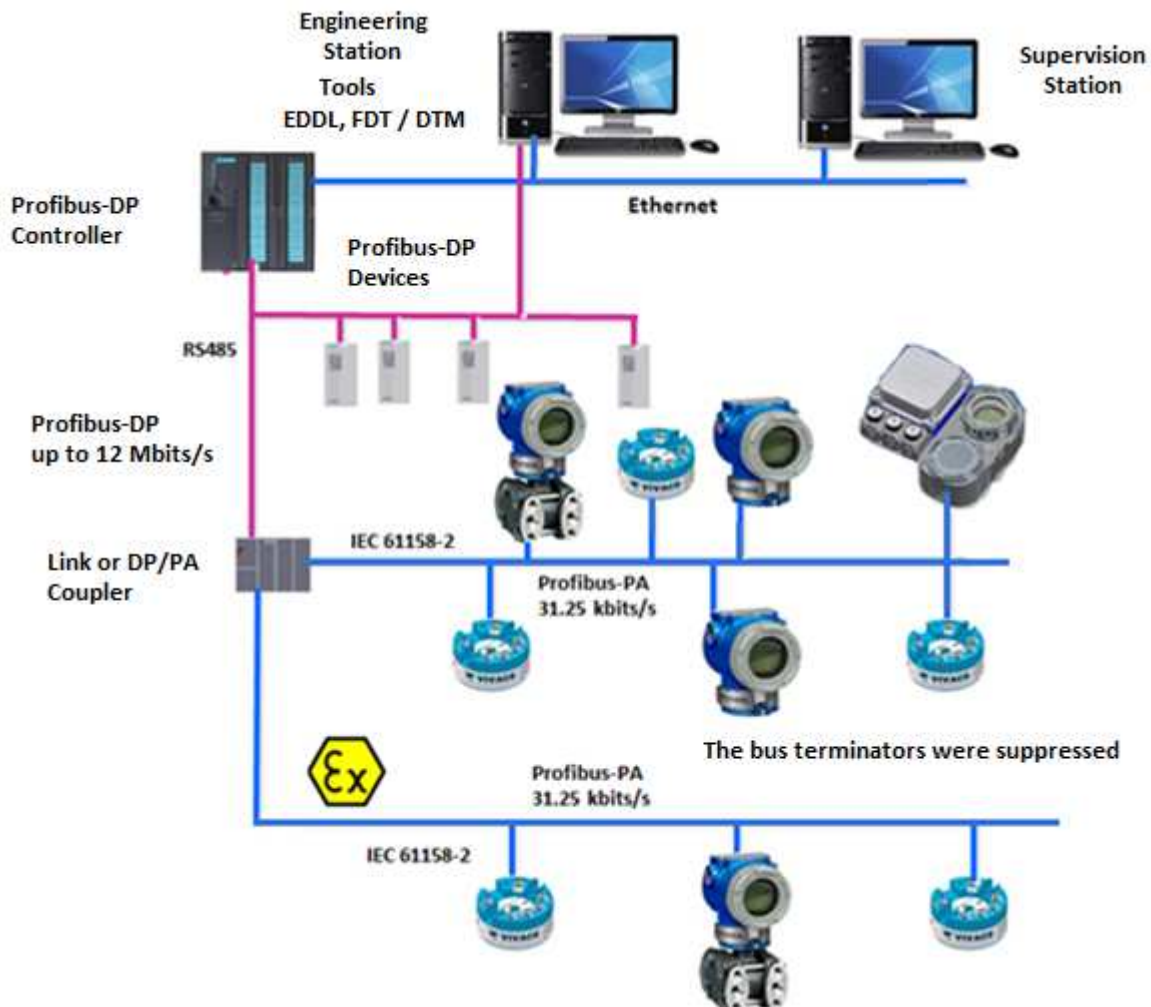 Engineering
Station
Tools
EDDL, FDT / DTM
Supervision
Station
Ethernet
Profibus-DP
Controller
Profibus-DP
Devices
RS485
Profibus-DP
up to 12 Mbits/s
IEC 61158-2
Link or DP/PA
Coupler
Profibus-PA
31.25 kbits/s
The bus terminators were suppressed
Ex
Profibus-PA
31.25 kbits/s
IEC 61158-2